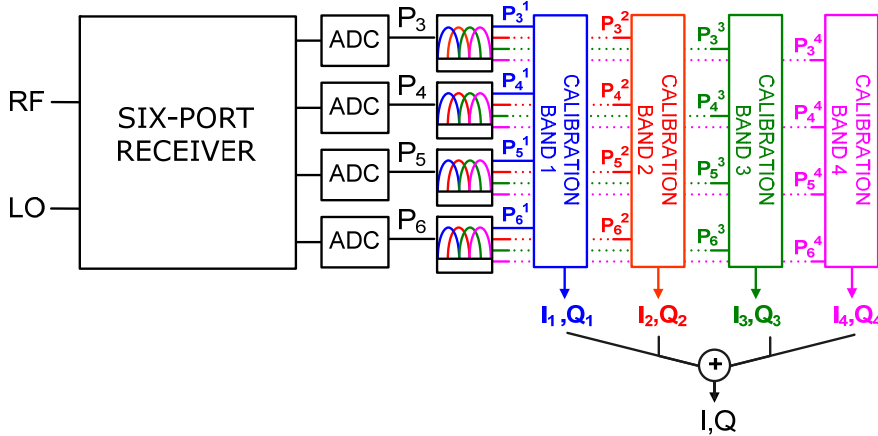 RF
LO
SIX-PORT
RECEIVER
ADC
ADC
ADC
ADC
P₃
P₄
P₅
P₆
P₃¹
P₄¹
P₅¹
P₆¹
CALIBRATION
BAND 1
P₃²
P₄²
P₅²
P₆²
CALIBRATION
BAND 2
P₃³
P₄³
P₅³
P₆³
CALIBRATION
BAND 3
P₃⁴
P₄⁴
P₅⁴
P₆⁴
CALIBRATION
BAND 4
I₁,Q₁
I₂,Q₂
I₃,Q₃
I₄,Q₄
+
I,Q